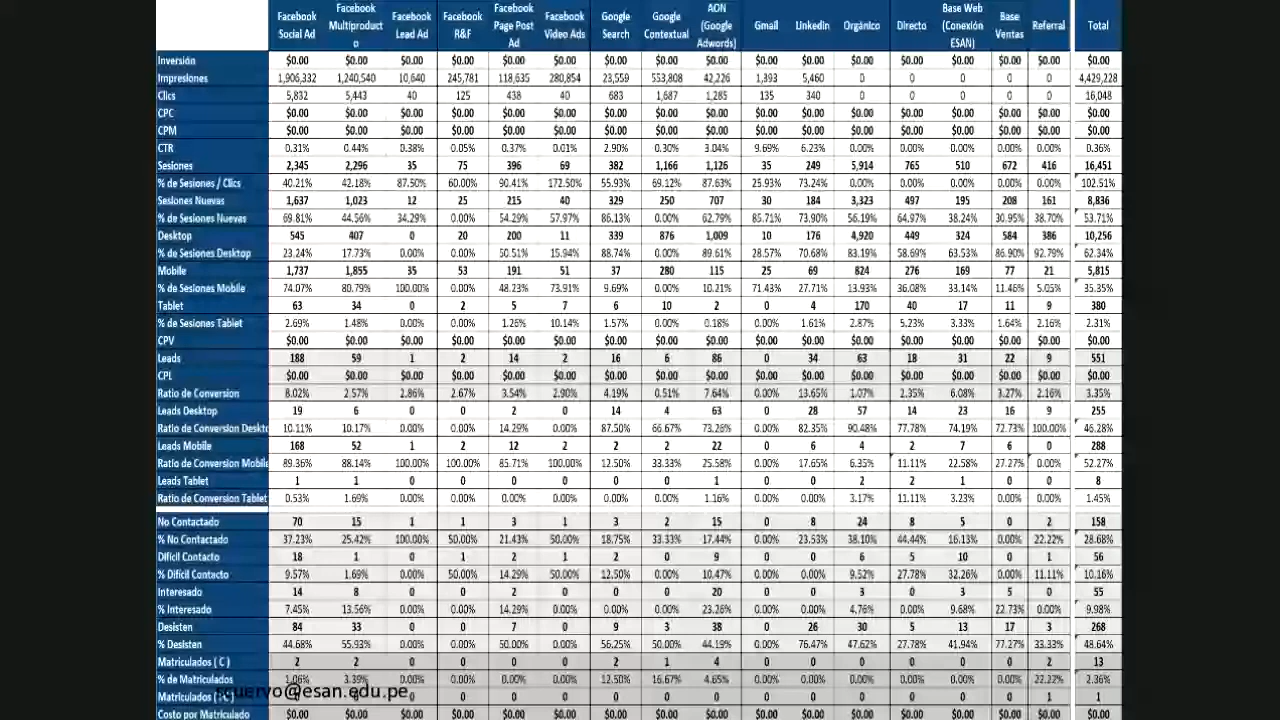 Facebook Social Ad	Facebook Multiproducto	Facebook Lead Ad	Facebook R&F	Facebook Page Post Ad	Facebook Video Ads	Google Search	Google Contextual	AON (Google Adwords)	Gmail	Linkedin	Orgánico	Directo	Base Web (Conexión ESAN)	Base Ventas	Referral	Total
Inversión $0.00 $0.00 $0.00 $0.00 $0.00 $0.00 $0.00 $0.00 $0.00 $0.00 $0.00 $0.00 $0.00 $0.00 $0.00 $0.00 $0.00
Impresiones 1,906,332 1,240,540 10,640 245,781 118,635 280,854 23,559 553,808 42,226 1,393 5,460 0 0 0 0 0 4,429,228
Clics 5,832 5,443 40 125 438 40 683 1,687 1,285 135 340 0 0 0 0 0 16,048
CPC $0.00 $0.00 $0.00 $0.00 $0.00 $0.00 $0.00 $0.00 $0.00 $0.00 $0.00 $0.00 $0.00 $0.00 $0.00 $0.00 $0.00
CPM $0.00 $0.00 $0.00 $0.00 $0.00 $0.00 $0.00 $0.00 $0.00 $0.00 $0.00 $0.00 $0.00 $0.00 $0.00 $0.00 $0.00
CTR 0.31% 0.44% 0.38% 0.05% 0.37% 0.01% 2.90% 0.30% 3.04% 9.69% 6.23% 0.00% 0.00% 0.00% 0.00% 0.00% 0.36%
Sesiones 2,345 2,296 35 75 396 69 382 1,166 1,126 35 249 5,914 765 510 672 416 16,451
% de Sesiones / Clics 40.21% 42.18% 87.50% 60.00% 90.41% 172.50% 55.93% 69.12% 87.63% 25.93% 73.24% 0.00% 0.00% 0.00% 0.00% 0.00% 102.51%
Sesiones Nuevas 1,637 1,023 12 25 215 40 329 250 707 30 184 3,323 497 195 208 161 8,836
% de Sesiones Nuevas 69.81% 44.56% 34.29% 0.00% 54.29% 57.97% 86.13% 0.00% 62.79% 85.71% 73.90% 56.19% 64.97% 38.24% 30.95% 38.70% 53.71%
Desktop 545 407 0 20 200 11 339 876 1,009 10 176 4,920 449 324 584 386 10,256
% de Sesiones Desktop 23.24% 17.73% 0.00% 0.00% 50.51% 15.94% 88.74% 0.00% 89.61% 28.57% 70.68% 83.19% 58.69% 63.53% 86.90% 92.79% 62.34%
Mobile 1,737 1,855 35 53 191 51 37 280 115 25 69 824 276 169 77 21 5,815
% de Sesiones Mobile 74.07% 80.79% 100.00% 0.00% 48.23% 73.91% 9.69% 0.00% 10.21% 71.43% 27.71% 13.93% 36.08% 33.14% 11.46% 5.05% 35.35%
Tablet 63 34 0 2 5 7 6 10 2 0 4 170 40 17 11 9 380
% de Sesiones Tablet 2.69% 1.48% 0.00% 0.00% 1.26% 10.14% 1.57% 0.00% 0.18% 0.00% 1.61% 2.87% 5.23% 3.33% 1.64% 2.16% 2.31%
CPV $0.00 $0.00 $0.00 $0.00 $0.00 $0.00 $0.00 $0.00 $0.00 $0.00 $0.00 $0.00 $0.00 $0.00 $0.00 $0.00 $0.00
Leads 188 59 1 2 14 2 16 6 86 0 34 63 18 31 22 9 551
CPL $0.00 $0.00 $0.00 $0.00 $0.00 $0.00 $0.00 $0.00 $0.00 $0.00 $0.00 $0.00 $0.00 $0.00 $0.00 $0.00 $0.00
Ratio de Conversion 8.02% 2.57% 2.86% 2.67% 3.54% 2.90% 4.19% 0.51% 7.64% 0.00% 13.65% 1.07% 2.35% 6.08% 3.27% 2.16% 3.35%
Leads Desktop 19 6 0 0 2 0 14 4 63 0 28 57 14 23 16 9 255
Ratio de Conversion Deskto 10.11% 10.17% 0.00% 0.00% 14.29% 0.00% 87.50% 66.67% 73.26% 0.00% 82.35% 90.48% 77.78% 74.19% 72.73% 100.00% 46.28%
Leads Mobile 168 52 1 2 12 2 2 2 22 0 6 4 2 7 6 0 288
Ratio de Conversion Mobile 89.36% 88.14% 100.00% 100.00% 85.71% 100.00% 12.50% 33.33% 25.58% 0.00% 17.65% 6.35% 11.11% 22.58% 27.27% 0.00% 52.27%
Leads Tablet 1 1 0 0 0 0 0 0 1 0 0 2 2 1 0 0 8
Ratio de Conversion Tablet 0.53% 1.69% 0.00% 0.00% 0.00% 0.00% 0.00% 0.00% 1.16% 0.00% 0.00% 3.17% 11.11% 3.23% 0.00% 0.00% 1.45%
No Contactado 70 15 1 1 3 1 3 2 15 0 8 24 8 5 0 2 158
% No Contactado 37.23% 25.42% 100.00% 50.00% 21.43% 50.00% 18.75% 33.33% 17.44% 0.00% 23.53% 38.10% 44.44% 16.13% 0.00% 22.22% 28.68%
Difícil Contacto 18 1 0 1 2 1 2 0 9 0 0 6 5 10 0 1 56
% Difícil Contacto 9.57% 1.69% 0.00% 50.00% 14.29% 50.00% 12.50% 0.00% 10.47% 0.00% 0.00% 9.52% 27.78% 32.26% 0.00% 11.11% 10.16%
Interesado 14 8 0 0 2 0 0 0 20 0 0 3 0 3 5 0 55
% Interesado 7.45% 13.56% 0.00% 0.00% 14.29% 0.00% 0.00% 0.00% 23.26% 0.00% 0.00% 4.76% 0.00% 9.68% 22.73% 0.00% 9.98%
Desisten 84 33 0 0 7 0 9 3 38 0 26 30 5 13 17 3 268
% Desisten 44.68% 55.93% 0.00% 0.00% 50.00% 0.00% 56.25% 50.00% 44.19% 0.00% 76.47% 47.62% 27.78% 41.94% 77.27% 33.33% 48.64%
Matriculados ( C ) 2 2 0 0 0 0 2 1 4 0 0 0 0 0 0 2 13
% de Matriculados 1.06% 3.39% 0.00% 0.00% 0.00% 0.00% 12.50% 16.67% 4.65% 0.00% 0.00% 0.00% 0.00% 0.00% 0.00% 22.22% 2.36%
@esan.edu.pe
Matriculados 0 0 0 0 0 0 0 0 0 0 0 0 0 0 0 1 1
Costo por Matriculado $0.00 $0.00 $0.00 $0.00 $0.00 $0.00 $0.00 $0.00 $0.00 $0.00 $0.00 $0.00 $0.00 $0.00 $0.00 $0.00 $0.00